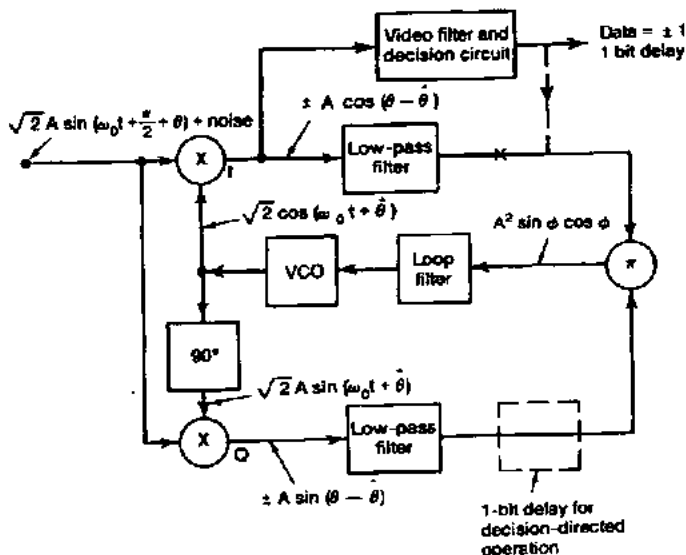 Video filter and
decision circuit
Data = ± 1
1 bit delay
√2 A sin (ω₀t + π/2 + θ) + noise
± A cos (θ – θ̂)
X
I
Low-pass
filter
√2 cos (ω₀t + θ̂)
A² sin φ cos φ
VCO
Loop
filter
π
90°
√2 A sin (ω₀t + θ̂)
X
Q
Low-pass
filter
± A sin (θ – θ̂)
1-bit delay for
decision-directed
operation